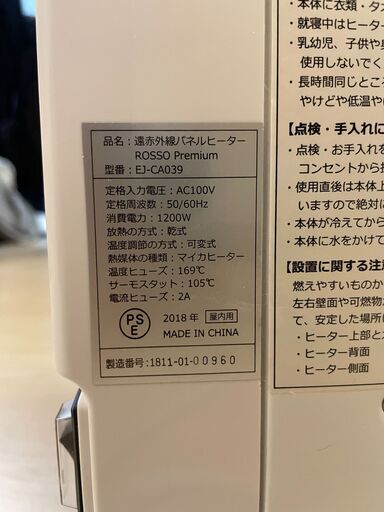 品名:遠赤外線パネルヒーター
ROSSO Premium
型番:EJ-CA039
定格入力電圧:AC100V
定格周波数:50/60Hz
消費電力:1200W
放熱の方式:乾式
温度調節の方式:可変式
熱媒体の種類:マイカヒーター
温度ヒューズ:169℃
サーモスタット:105℃
電流ヒューズ:2A
PS
E
2018年 屋内用
MADE IN CHINA
製造番号:1811-01-00960
・本体に衣類・タオ
・就寝中はヒーター
・乳幼児、子供や身
使用しないでく
・長時間同じところ
やけどや低温や
【点検・手入れに
・点検・お手入れを
コンセントから抜
・使用直後は本体
いますので絶対に
・本体が冷えてから
・本体に水をかけて
【設置に関する注意
燃えやすいものか
左右壁面や可燃物
て、安定した場所に
・ヒーター上部と
・ヒーター背面
・ヒーター側面